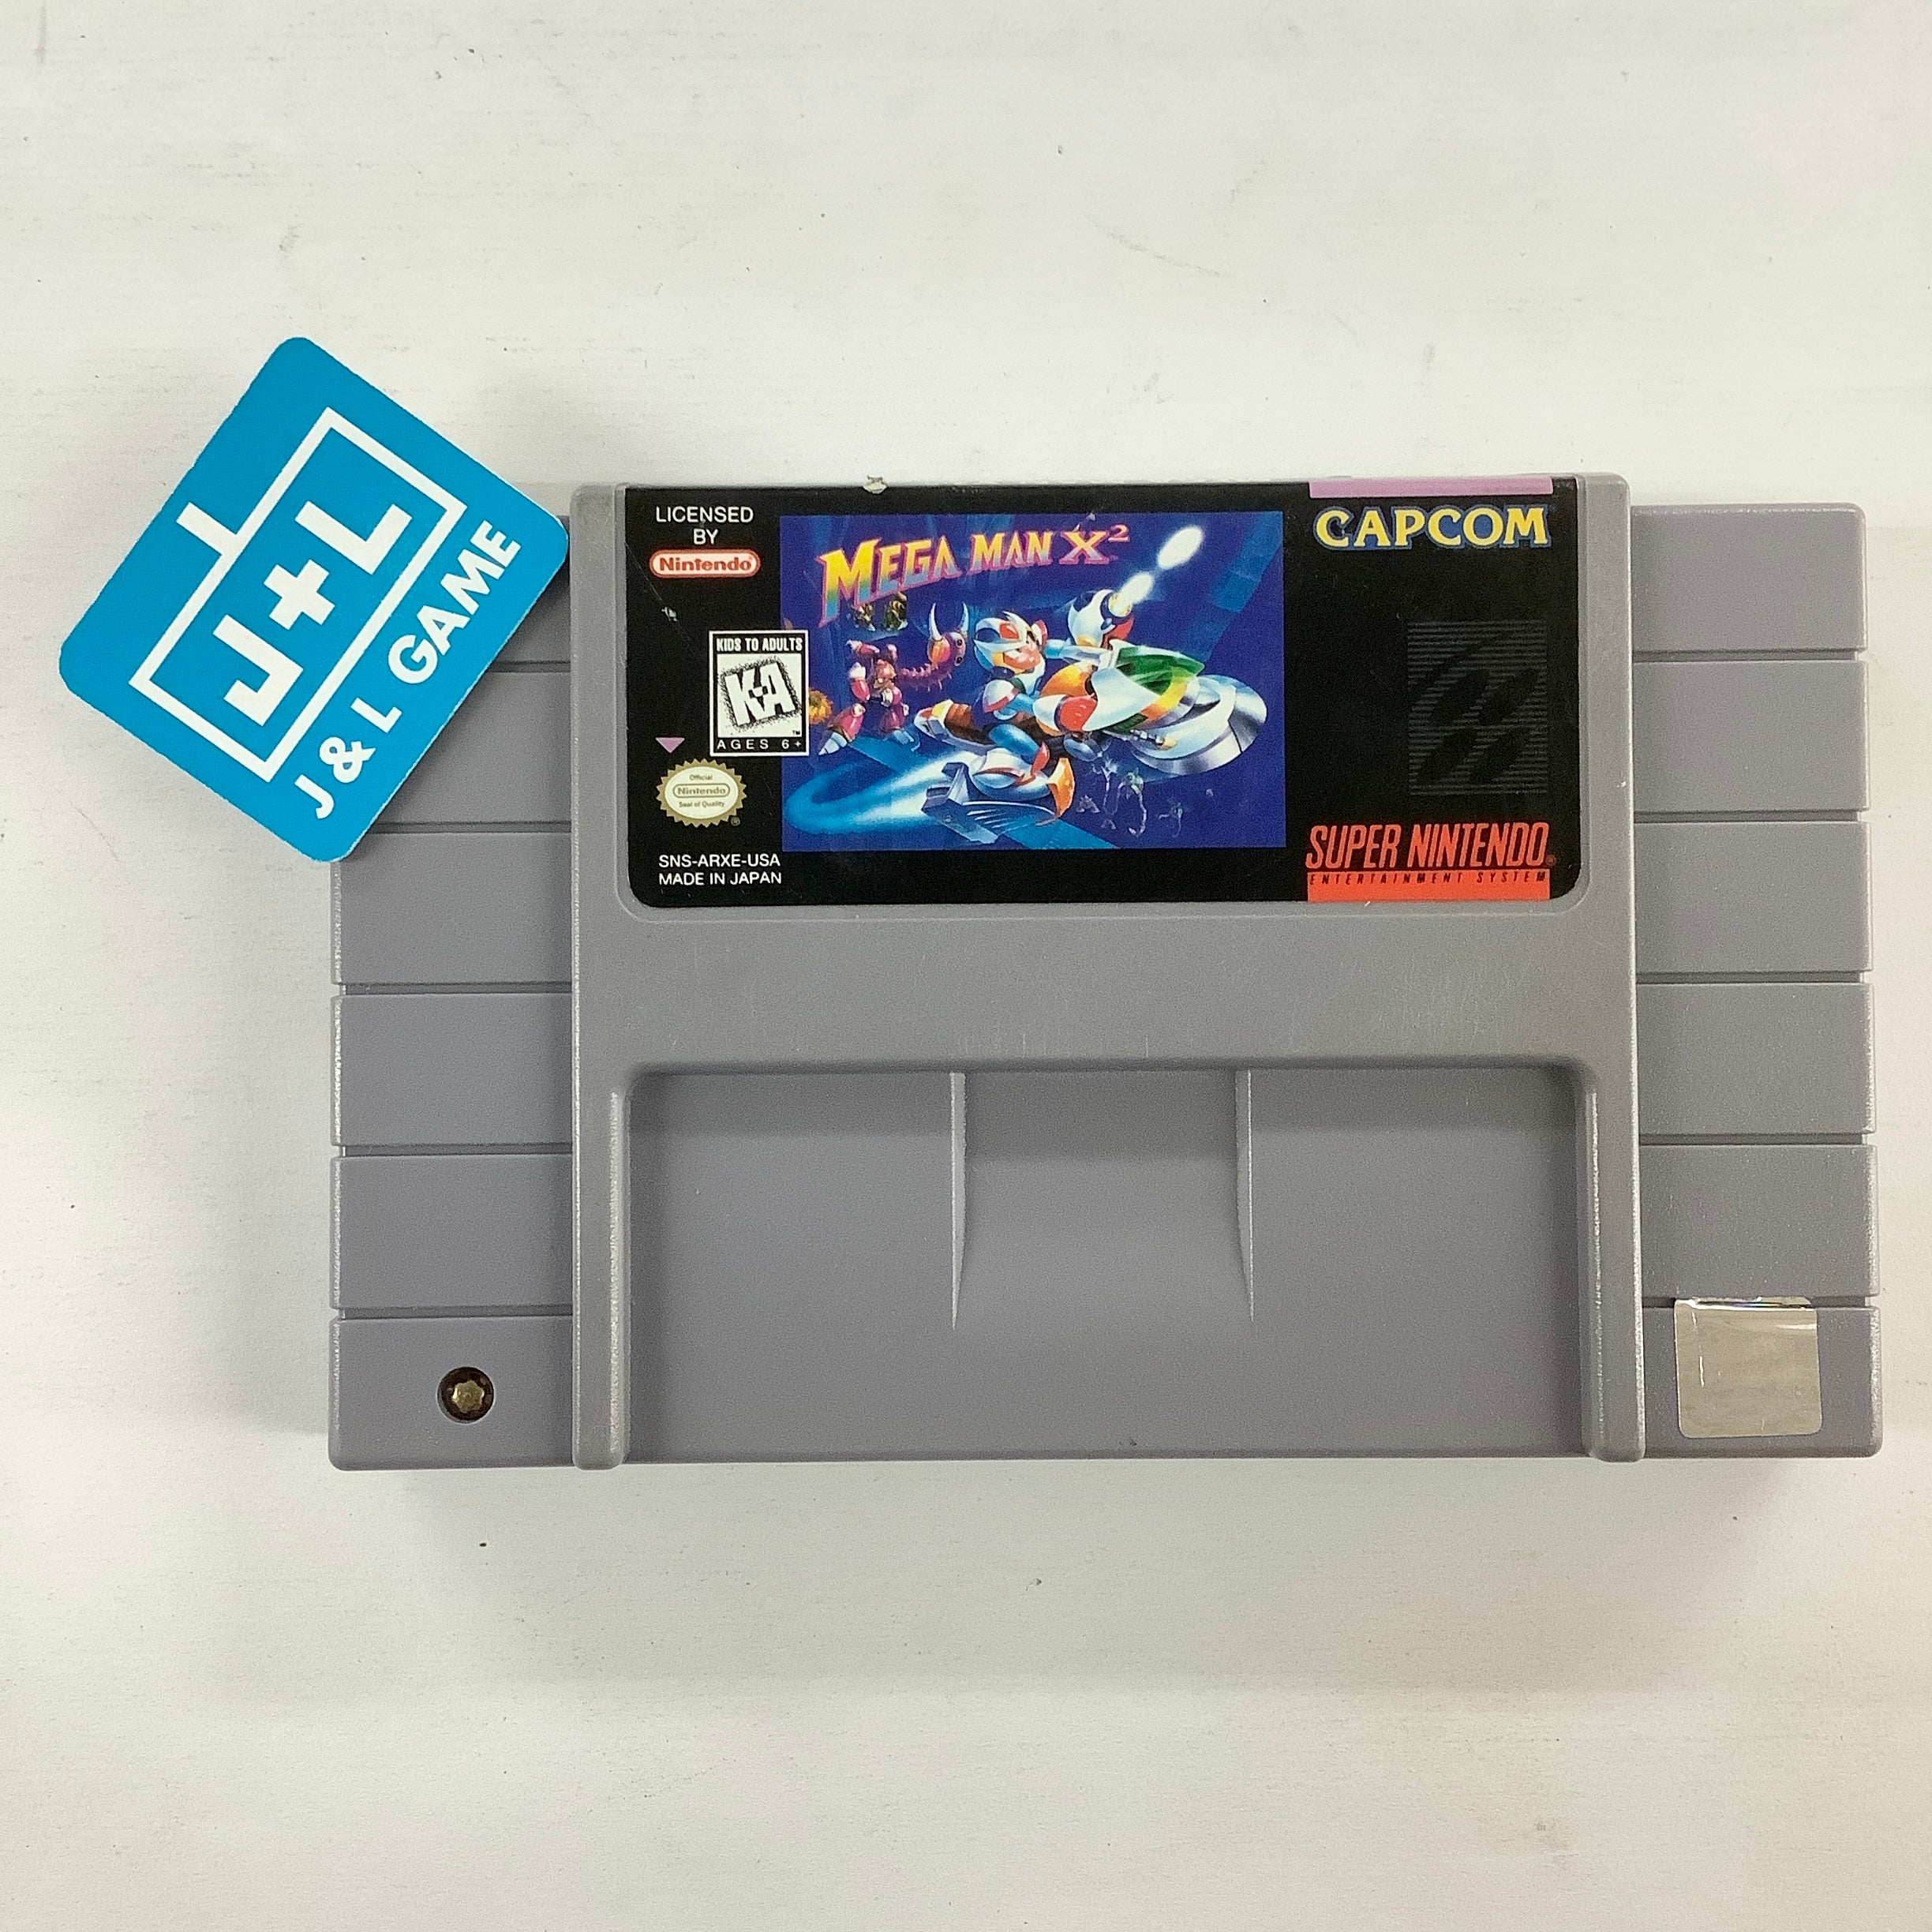 J+L
J & L GAME
LICENSED
BY
Nintendo®
MEGA MAN X²
CAPCOM
KIDS TO ADULTS
K-A
™
AGES 6+
Official
Nintendo
Seal of Quality
®
SNS-ARXE-USA
MADE IN JAPAN
SUPER NINTENDO®
ENTERTAINMENT SYSTEM